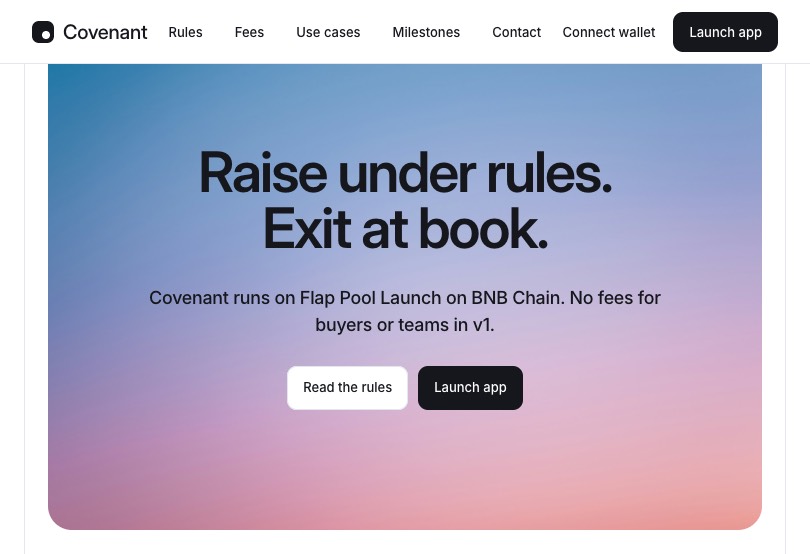 Covenant Rules Fees Use cases Milestones Contact Connect wallet Launch app
Raise under rules.
Exit at book.
Covenant runs on Flap Pool Launch on BNB Chain. No fees for
buyers or teams in v1.
Read the rules Launch app